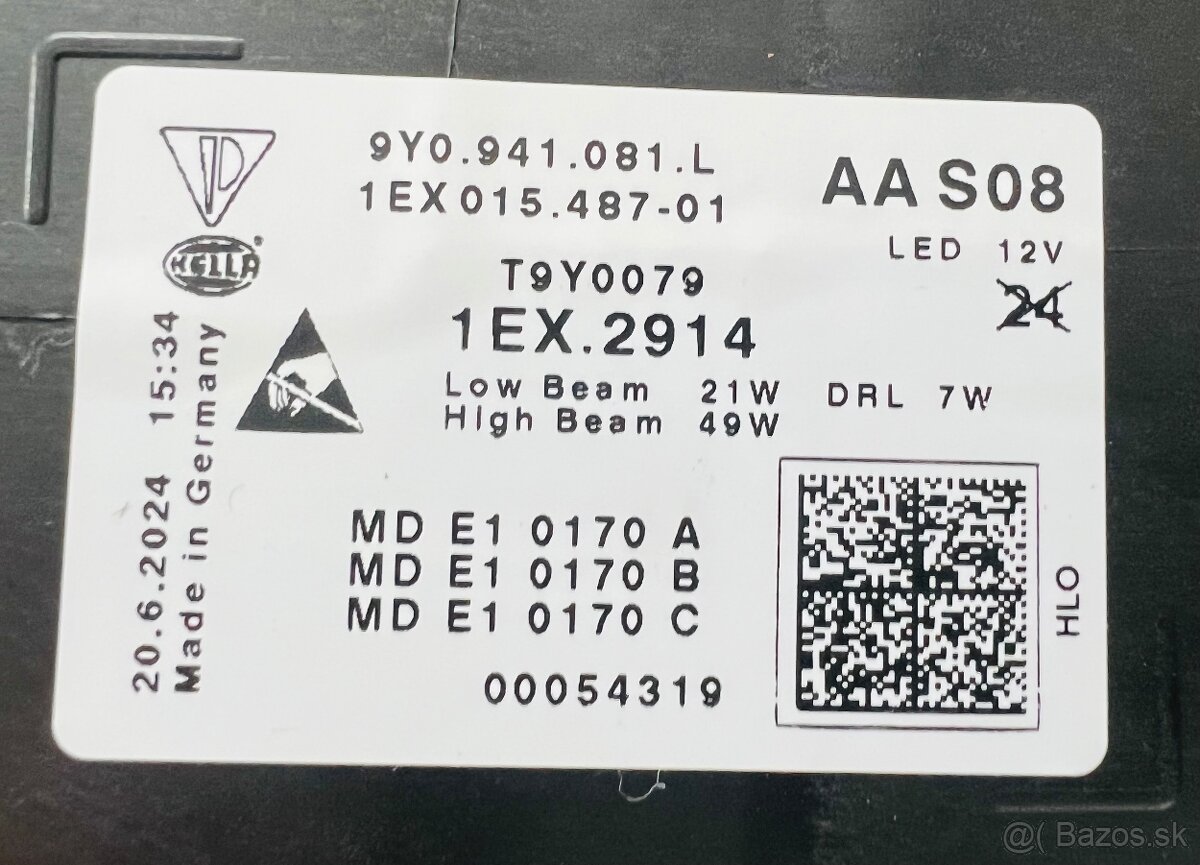 9Y0.941.081.L
1EX 015.487-01
AA S08
LED 12V
24
HELLA
T9Y0079
1EX.2914
Low Beam 21W DRL 7W
HIgh Beam 49W
20.6.2024 15:34
Made in Germany
MD E1 0170 A
MD E1 0170 B
MD E1 0170 C
00054319
HLO
@( Bazos.sk